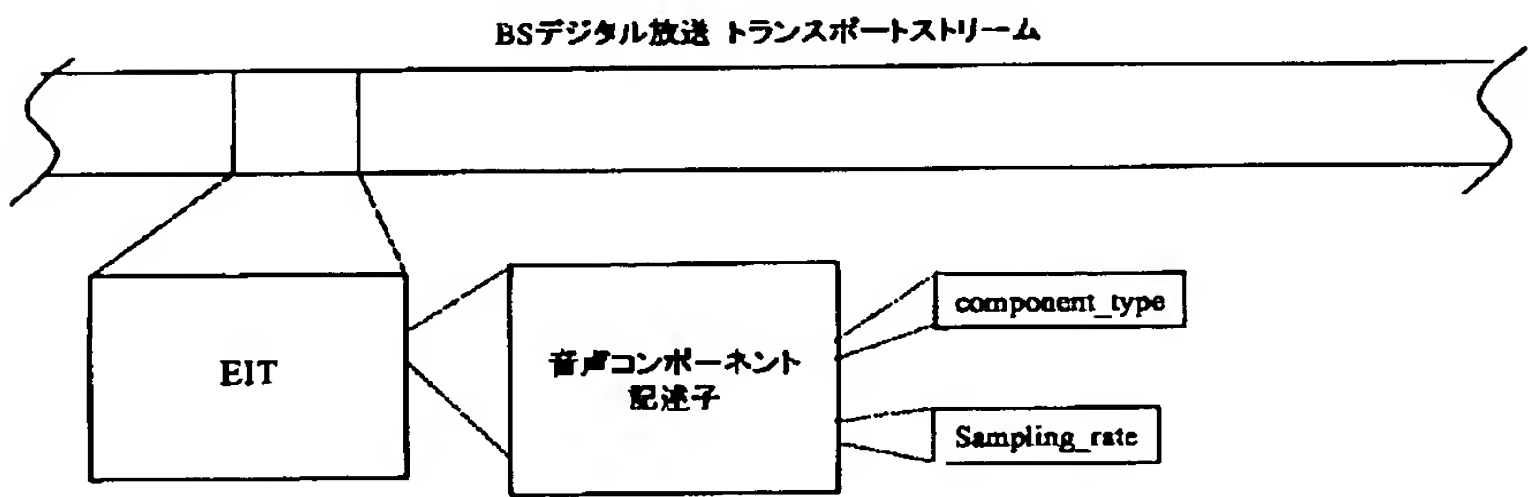 BSデジタル放送 トランスポートストリーム
EIT
音声コンポーネント
記述子
component_type
Sampling_rate